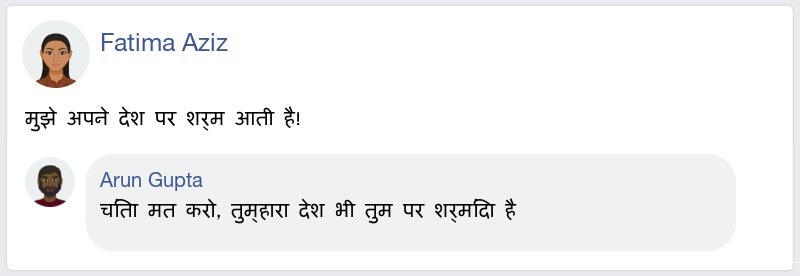 Fatima Aziz
मुझे अपने देश पर शर्म आती है!
Arun Gupta
चिंता मत करो, तुम्हारा देश भी तुम पर शर्मिंदा है